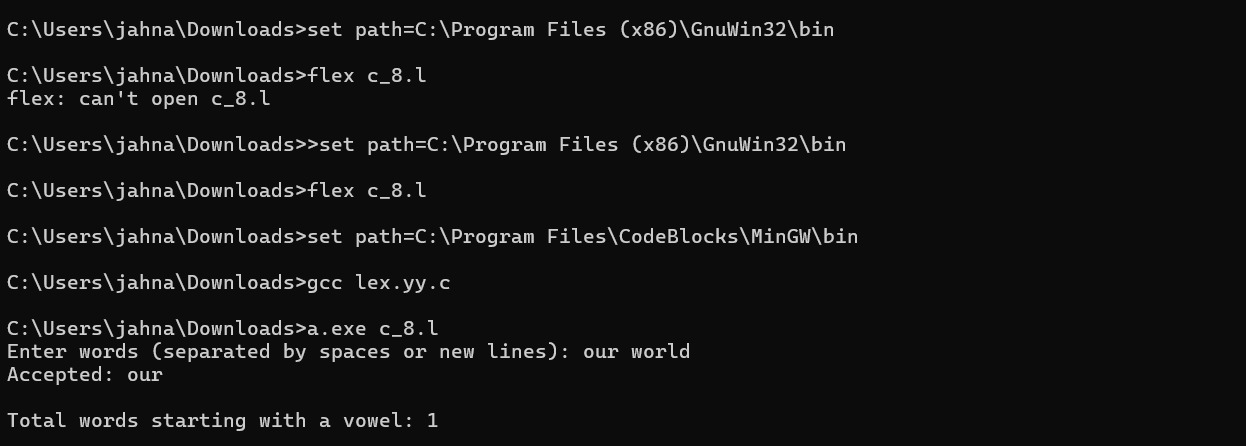 C:\Users\jahna\Downloads>set path=C:\Program Files (x86)\GnuWin32\bin
C:\Users\jahna\Downloads>flex c_8.l
flex: can't open c_8.l
C:\Users\jahna\Downloads>>set path=C:\Program Files (x86)\GnuWin32\bin
C:\Users\jahna\Downloads>flex c_8.l
C:\Users\jahna\Downloads>set path=C:\Program Files\CodeBlocks\MinGW\bin
C:\Users\jahna\Downloads>gcc lex.yy.c
C:\Users\jahna\Downloads>a.exe c_8.l
Enter words (separated by spaces or new lines): our world
Accepted: our
Total words starting with a vowel: 1